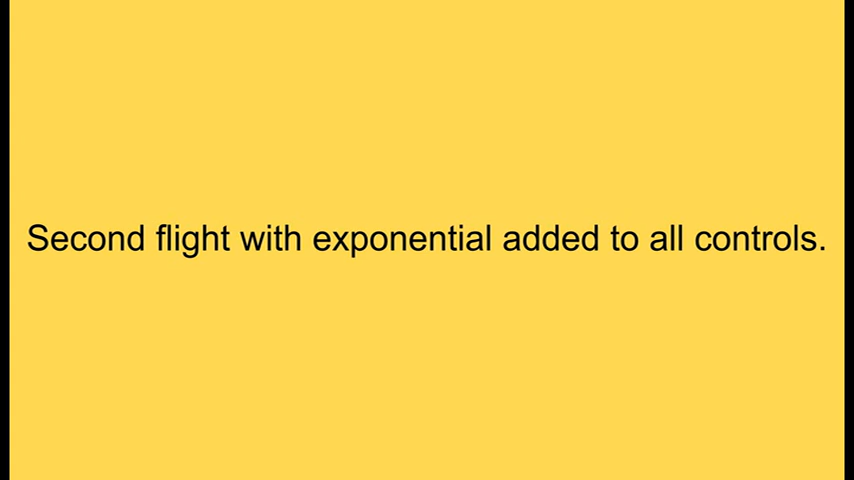 Second flight with exponential added to all controls.